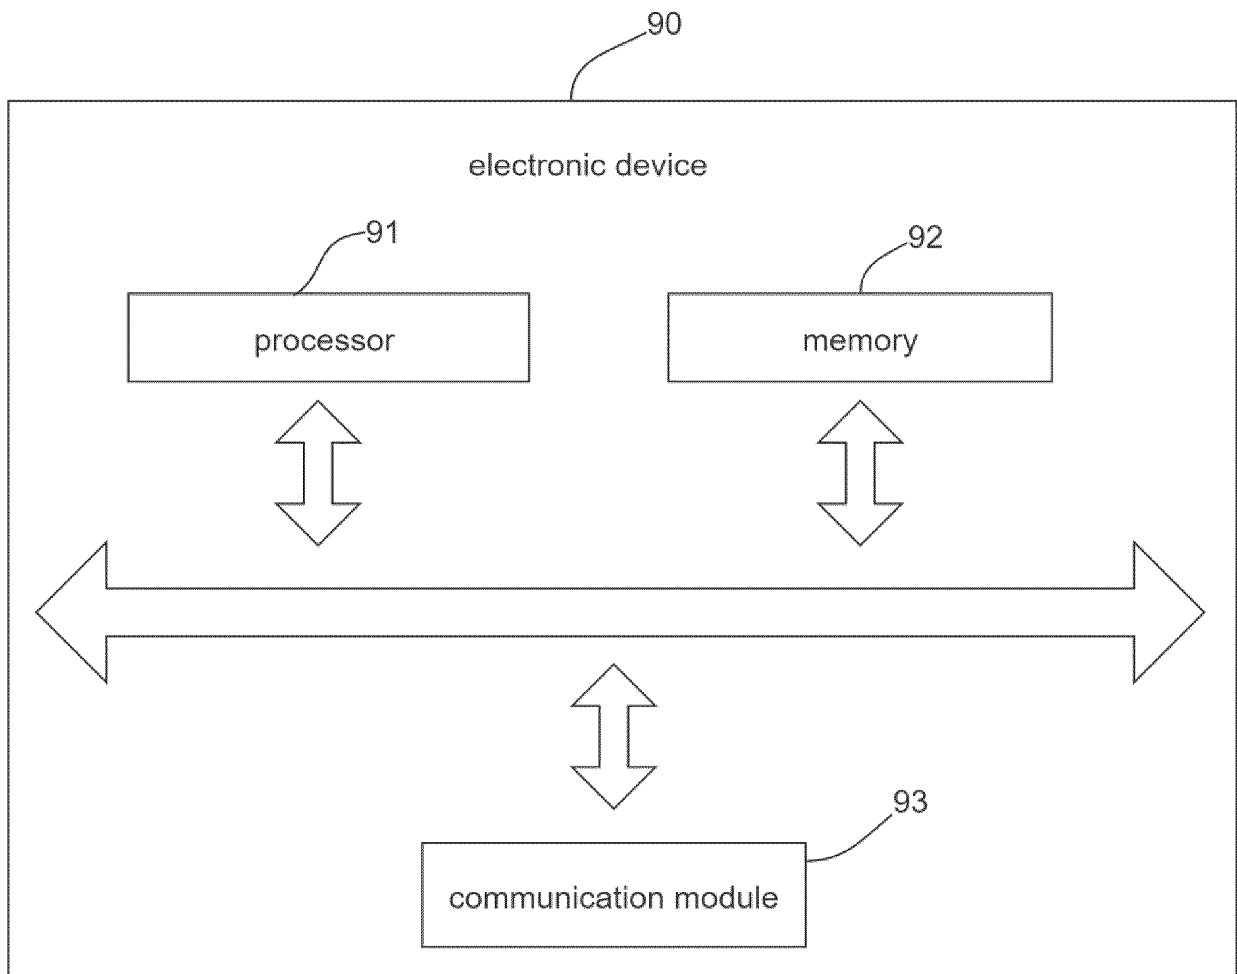 90
electronic device
91
92
processor
memory
93
communication module